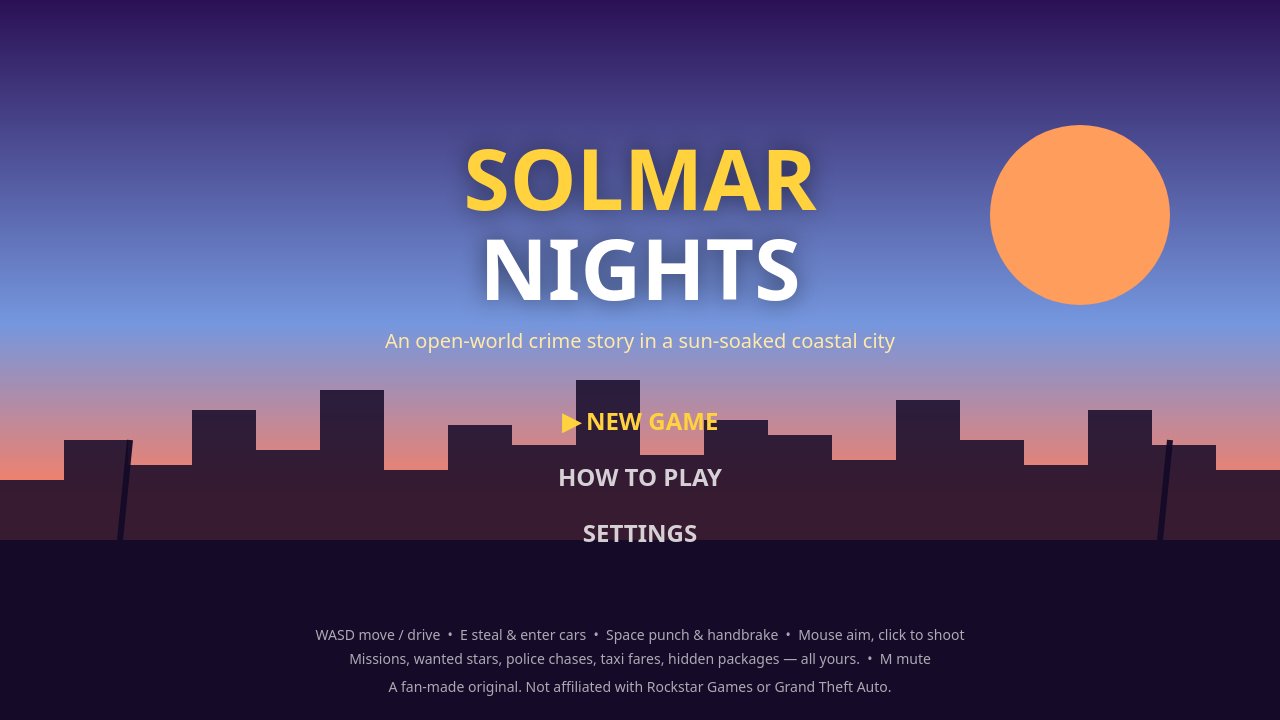 SOLMAR
NIGHTS
An open-world crime story in a sun-soaked coastal city
▶ NEW GAME
HOW TO PLAY
SETTINGS
WASD move / drive • E steal & enter cars • Space punch & handbrake • Mouse aim, click to shoot
Missions, wanted stars, police chases, taxi fares, hidden packages — all yours. • M mute
A fan-made original. Not affiliated with Rockstar Games or Grand Theft Auto.